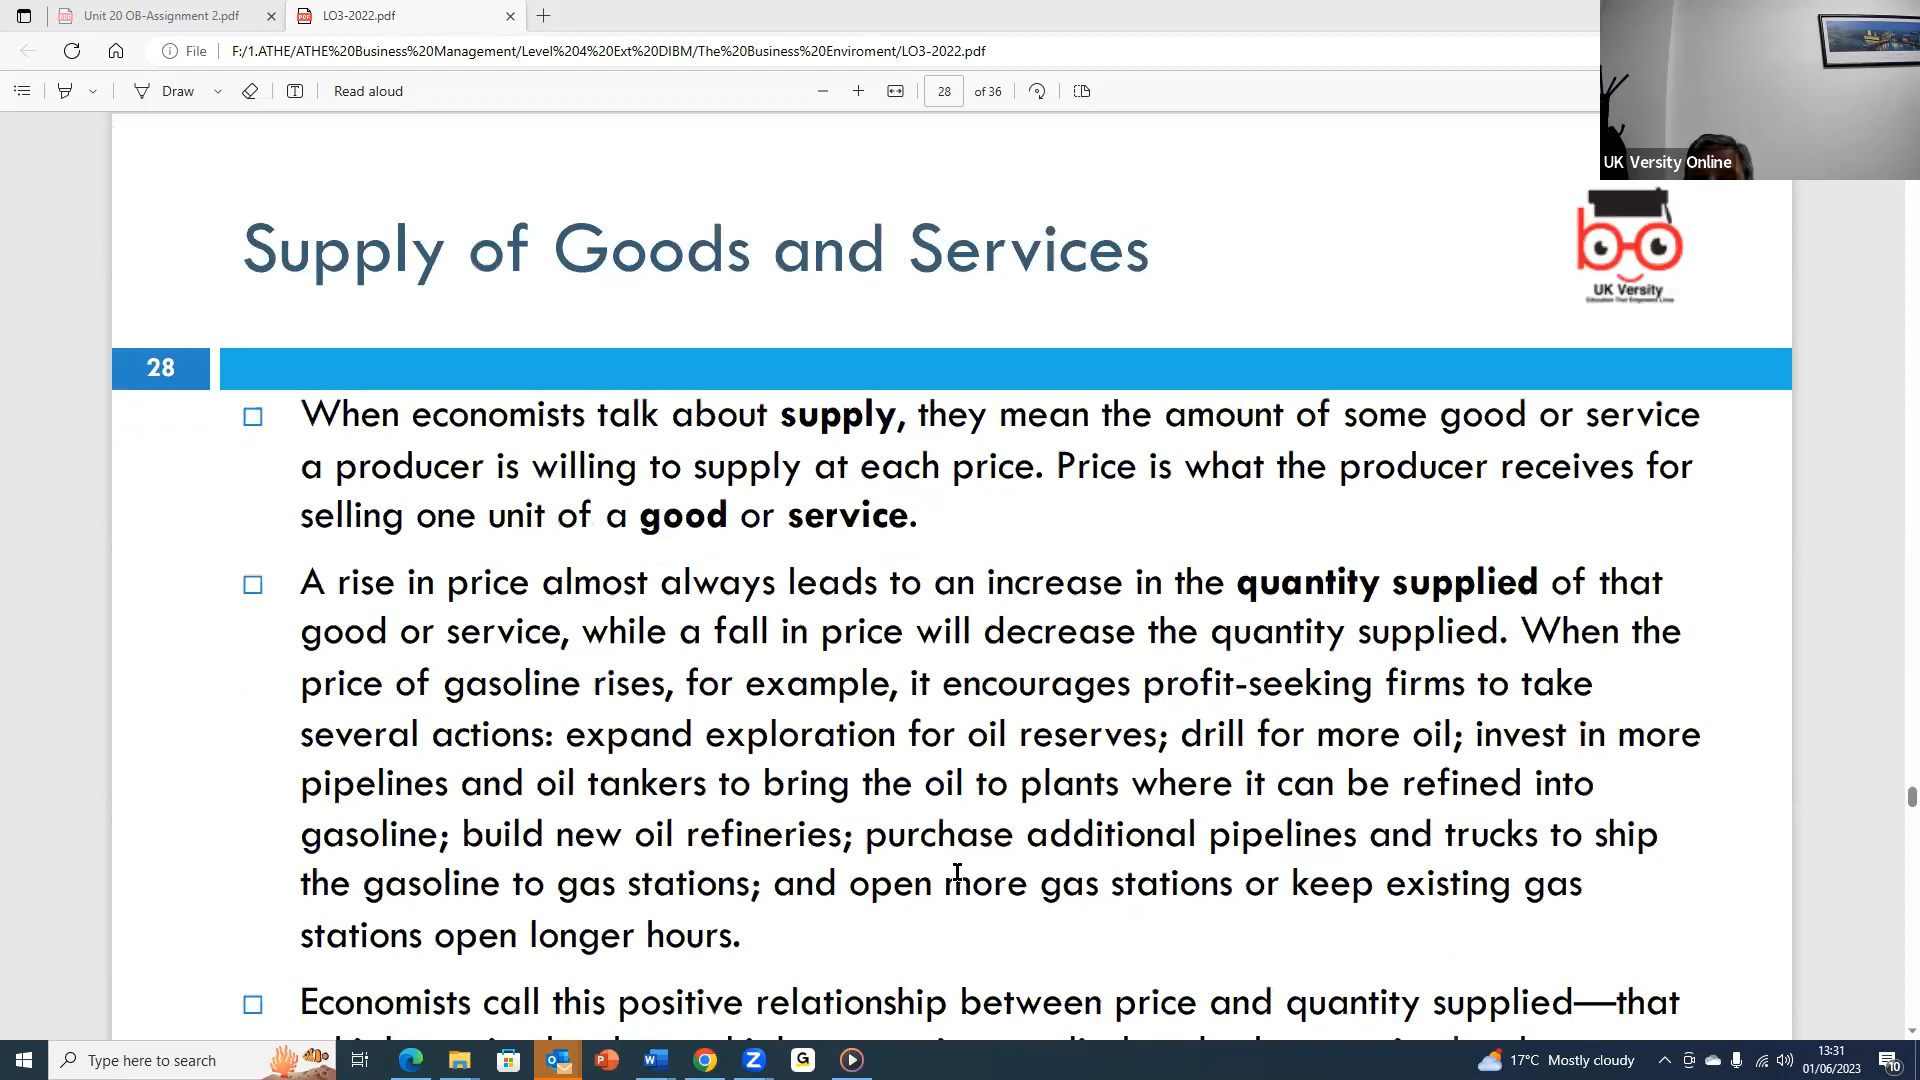 Unit 20 OB-Assignment 2.pdf
LO3-2022.pdf
File
F:/1.ATHE/ATHE%20Business%20Management/Level%204%20Ext%20DIBM/The%20Business%20Enviroment/LO3-2022.pdf
Draw
Read aloud
28 of 36
UK Versity Online
Supply of Goods and Services
UK Versity
28
When economists talk about supply, they mean the amount of some good or service
a producer is willing to supply at each price. Price is what the producer receives for
selling one unit of a good or service.
A rise in price almost always leads to an increase in the quantity supplied of that
good or service, while a fall in price will decrease the quantity supplied. When the
price of gasoline rises, for example, it encourages profit-seeking firms to take
several actions: expand exploration for oil reserves; drill for more oil; invest in more
pipelines and oil tankers to bring the oil to plants where it can be refined into
gasoline; build new oil refineries; purchase additional pipelines and trucks to ship
the gasoline to gas stations; and open more gas stations or keep existing gas
stations open longer hours.
Economists call this positive relationship between price and quantity supplied—that
Type here to search
17°C Mostly cloudy
13:31
01/06/2023
10